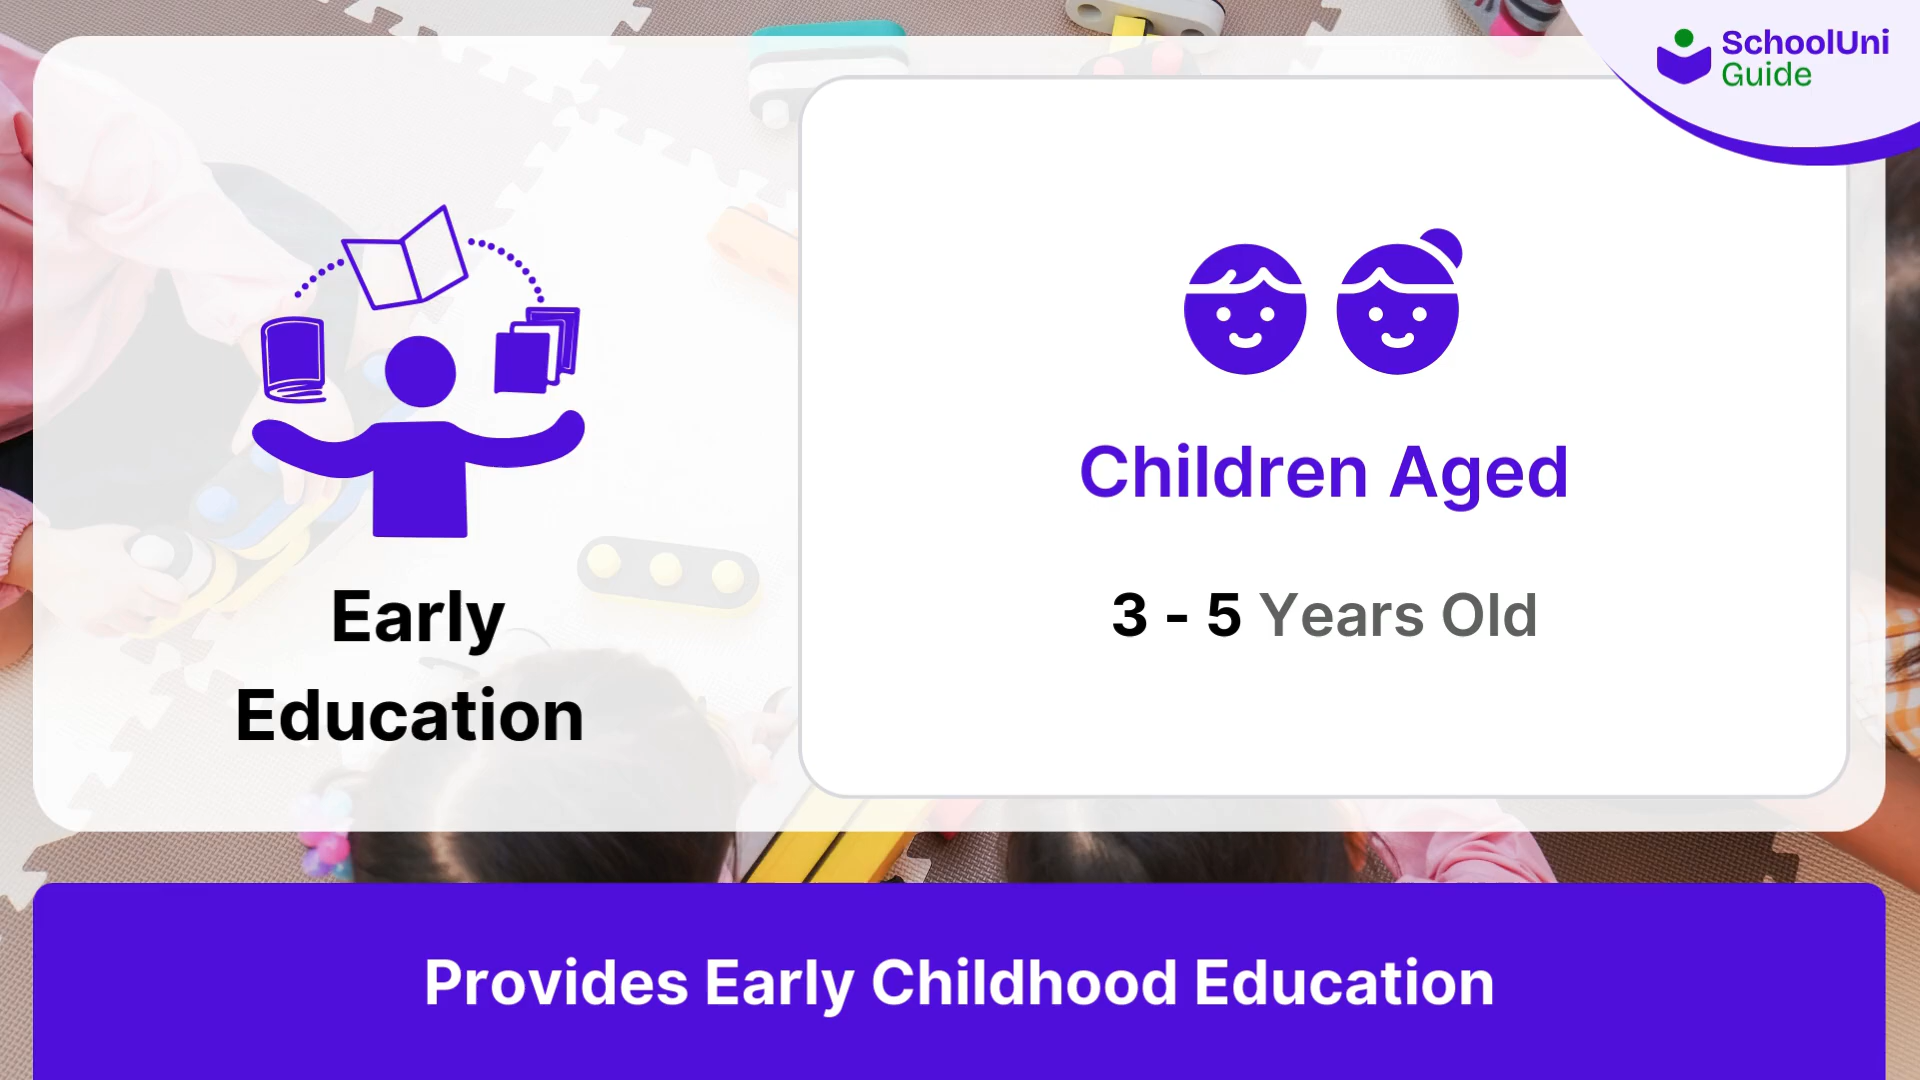 SchoolUni
Guide
Early
Education
Children Aged
3 - 5 Years Old
Provides Early Childhood Education